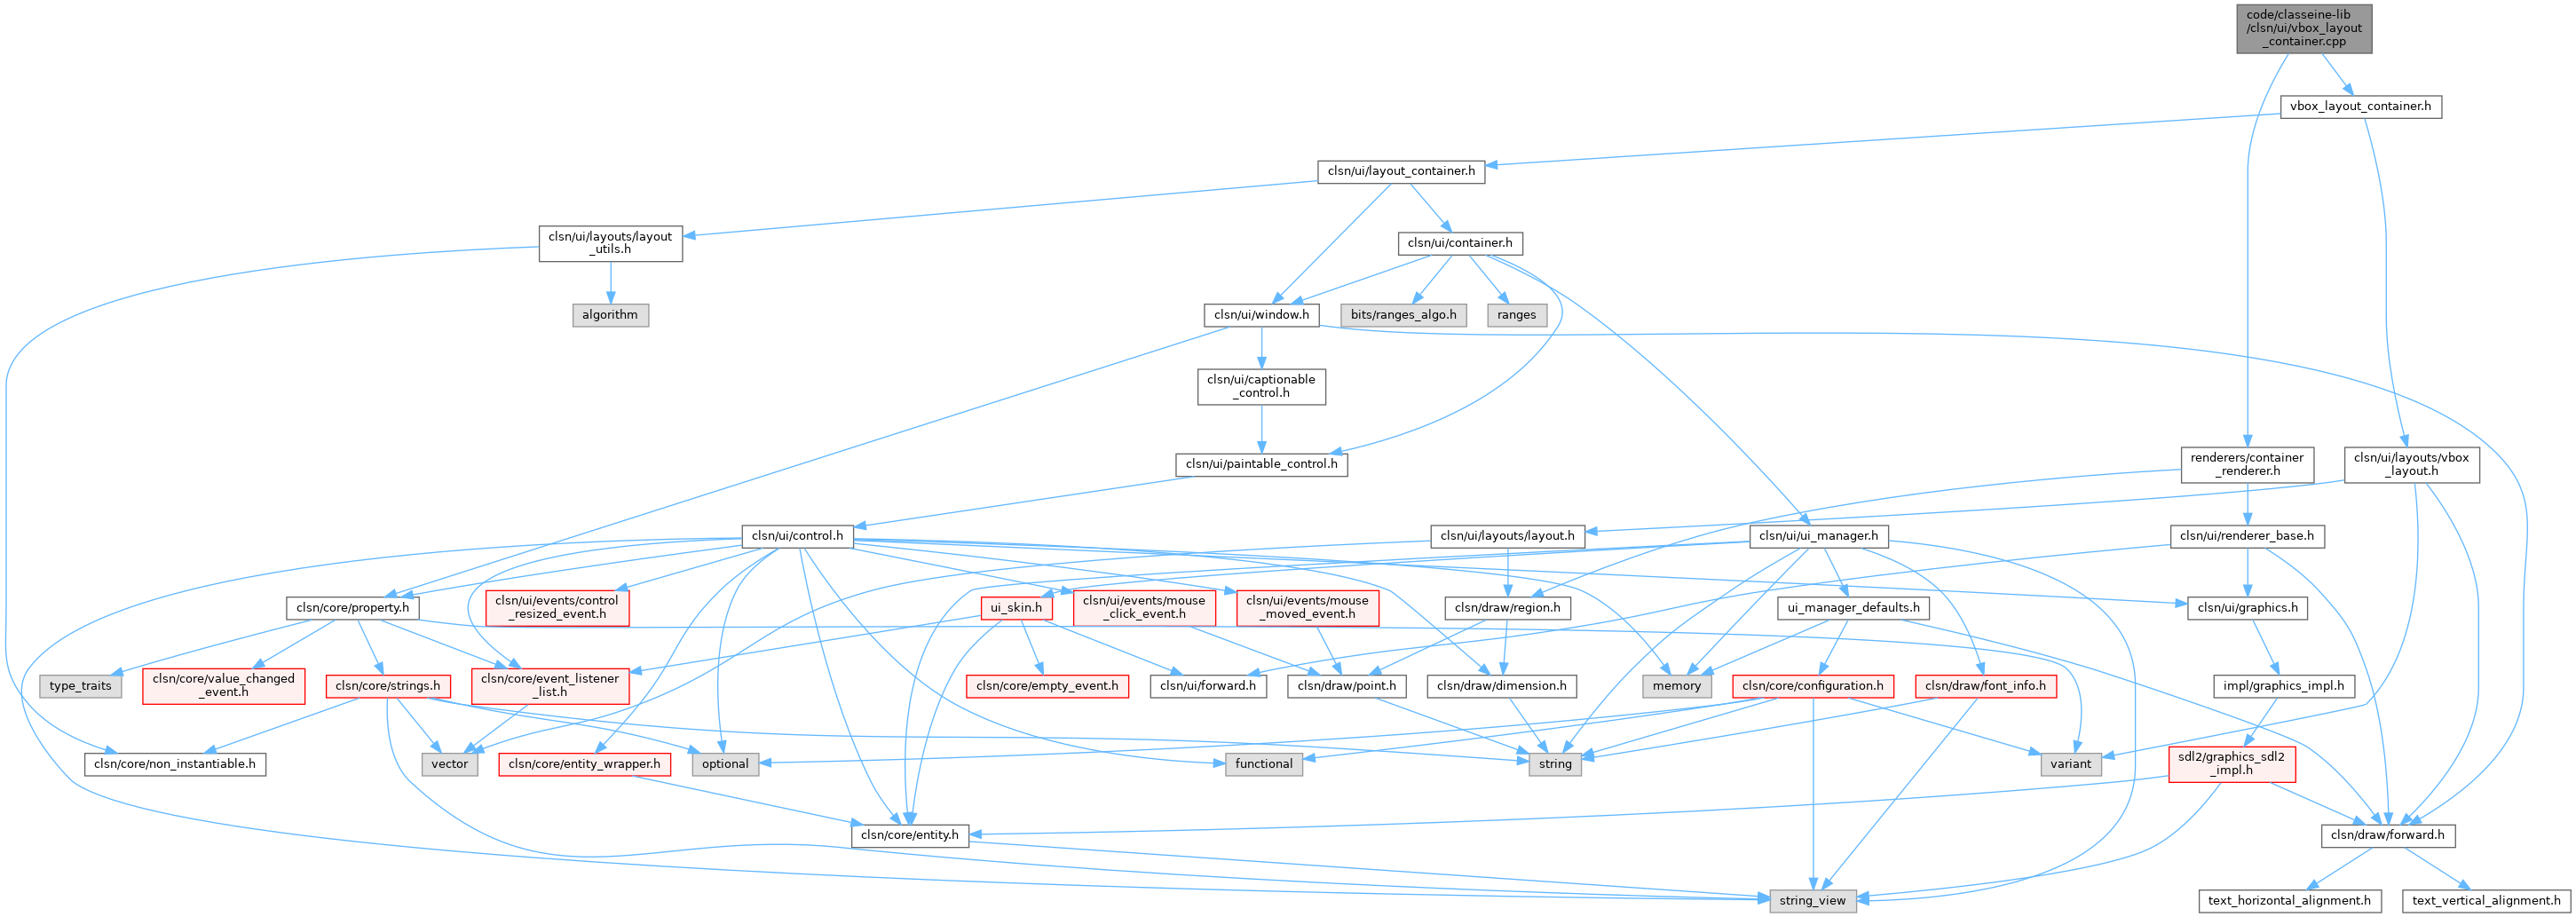 code/classeine-lib
/clsn/ui/vbox_layout
_container.cpp
vbox_layout_container.h
clsn/ui/layout_container.h
clsn/ui/layouts/layout
_utils.h
clsn/ui/container.h
algorithm
clsn/ui/window.h
bits/ranges_algo.h
ranges
clsn/ui/captionable
_control.h
clsn/ui/paintable_control.h
renderers/container
_renderer.h
clsn/ui/layouts/vbox
_layout.h
clsn/ui/control.h
clsn/ui/layouts/layout.h
clsn/ui/ui_manager.h
clsn/ui/renderer_base.h
clsn/core/property.h
clsn/ui/events/control
_resized_event.h
ui_skin.h
clsn/ui/events/mouse
_click_event.h
clsn/ui/events/mouse
_moved_event.h
clsn/draw/region.h
ui_manager_defaults.h
clsn/ui/graphics.h
type_traits
clsn/core/value_changed
_event.h
clsn/core/strings.h
clsn/core/event_listener
_list.h
clsn/core/empty_event.h
clsn/ui/forward.h
clsn/draw/point.h
clsn/draw/dimension.h
memory
clsn/core/configuration.h
clsn/draw/font_info.h
impl/graphics_impl.h
clsn/core/non_instantiable.h
vector
clsn/core/entity_wrapper.h
optional
functional
string
variant
sdl2/graphics_sdl2
_impl.h
clsn/core/entity.h
clsn/draw/forward.h
string_view
text_horizontal_alignment.h
text_vertical_alignment.h